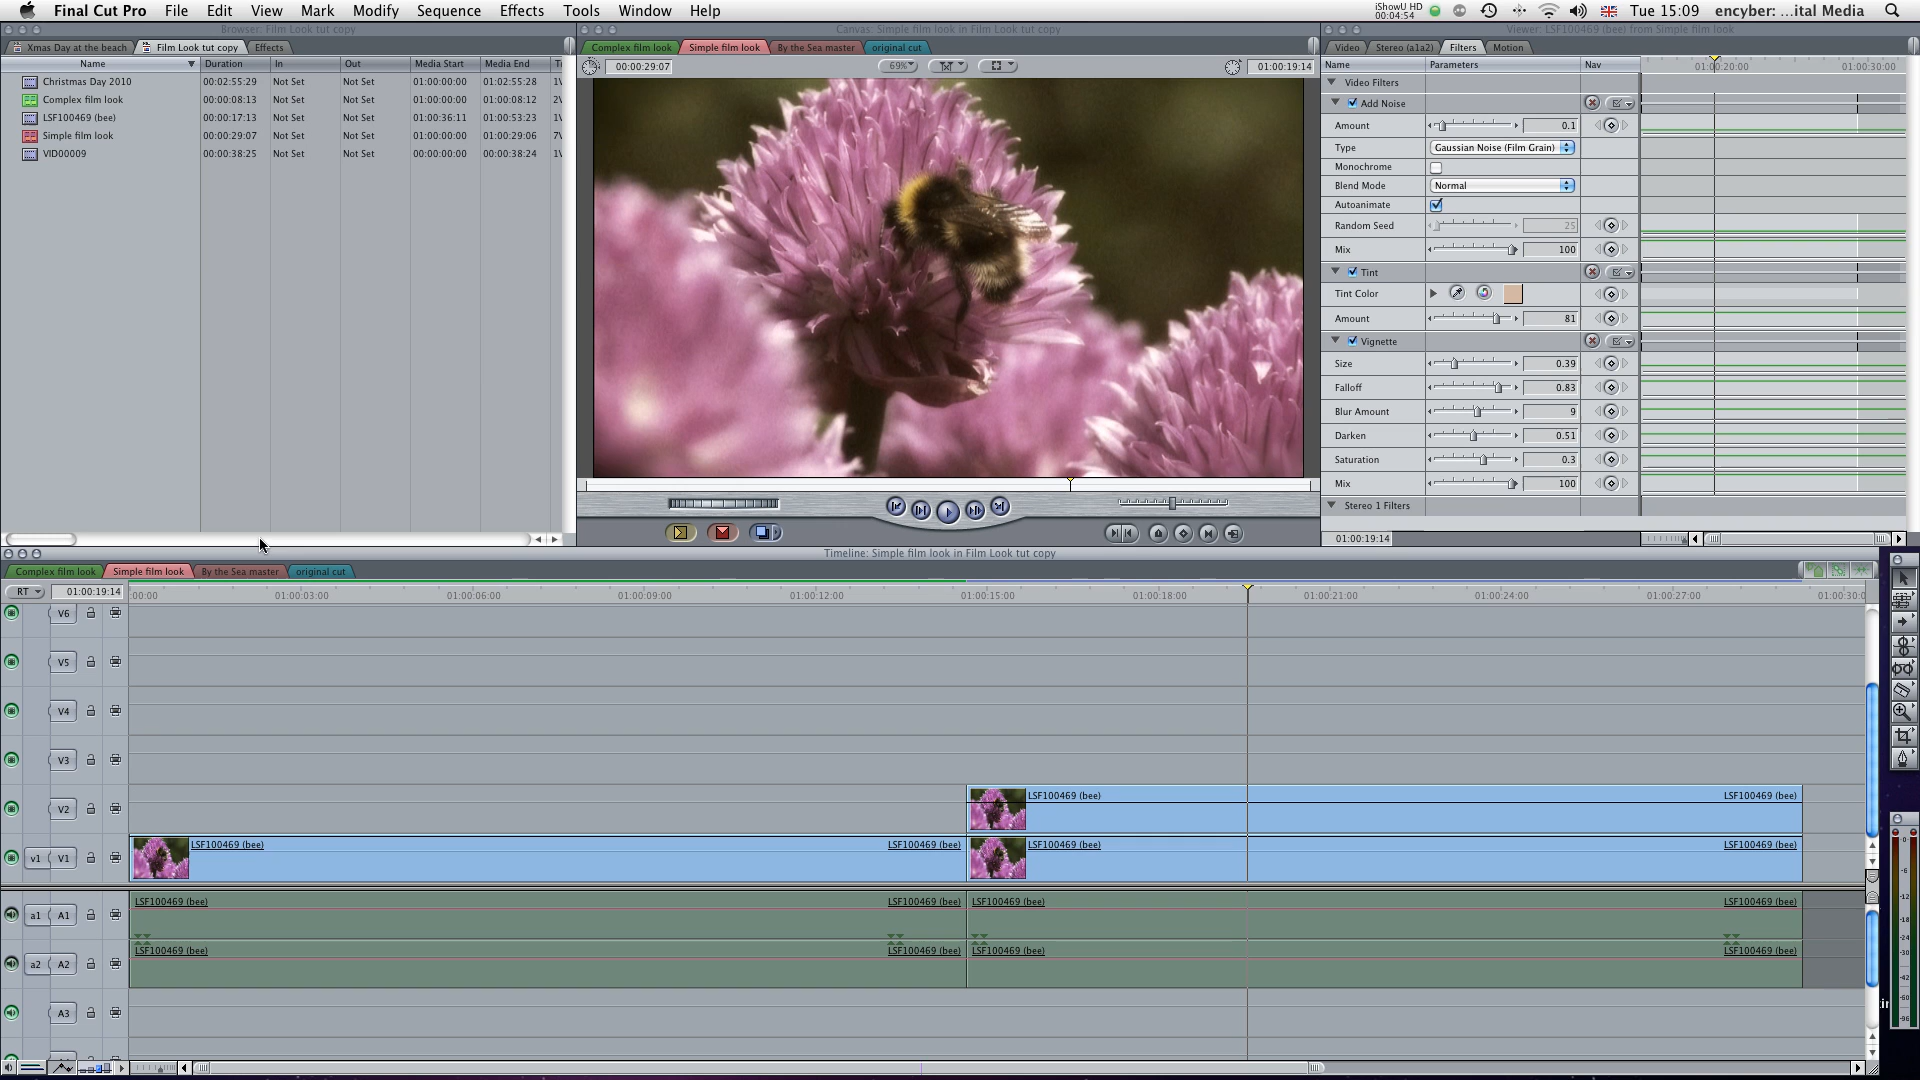 Final Cut Pro File Edit View Mark Modify Sequence Effects Tools Window Help
iShowU HD
00:04:54
Tue 15:09 encyber: ...ital Media
Browser: Film Look tut copy
Xmas Day at the beach Film Look tut copy Effects
Name Duration In Out Media Start Media End
Christmas Day 2010 00:02:55:29 Not Set Not Set 01:00:00:00 01:02:55:28
Complex film look 00:00:08:13 Not Set Not Set 01:00:00:00 01:00:08:12
LSF100469 (bee) 00:00:17:13 Not Set Not Set 01:00:36:11 01:00:53:23
Simple film look 00:00:29:07 Not Set Not Set 01:00:00:00 01:00:29:06
VID00009 00:00:38:25 Not Set Not Set 00:00:00:00 00:00:38:24
Canvas: Simple film look in Film Look tut copy
Complex film look Simple film look By the Sea master original cut
00:00:29:07 69% 01:00:19:14
Viewer: LSF100469 (bee) from Simple film look
Video Stereo (a1a2) Filters Motion
Name Parameters Nav 01:00:20:00 01:00:30:00
Video Filters
Add Noise
Amount 0.1
Type Gaussian Noise (Film Grain)
Monochrome
Blend Mode Normal
Autoanimate
Random Seed 25
Mix 100
Tint
Tint Color
Amount 81
Vignette
Size 0.39
Falloff 0.83
Blur Amount 9
Darken 0.51
Saturation 0.3
Mix 100
Stereo 1 Filters
01:00:19:14
Timeline: Simple film look in Film Look tut copy
Complex film look Simple film look By the Sea master original cut
RT 01:00:19:14 00:00 01:00:03:00 01:00:06:00 01:00:09:00 01:00:12:00 01:00:15:00 01:00:18:00 01:00:21:00 01:00:24:00 01:00:27:00 01:00:30:0
V6
V5
V4
V3
V2 LSF100469 (bee) LSF100469 (bee)
v1 V1 LSF100469 (bee) LSF100469 (bee) LSF100469 (bee) LSF100469 (bee)
a1 A1 LSF100469 (bee) LSF100469 (bee) LSF100469 (bee) LSF100469 (bee)
a2 A2 LSF100469 (bee) LSF100469 (bee) LSF100469 (bee) LSF100469 (bee)
A3
0
-6
-12
-18
-24
-30
-42
-60
-96